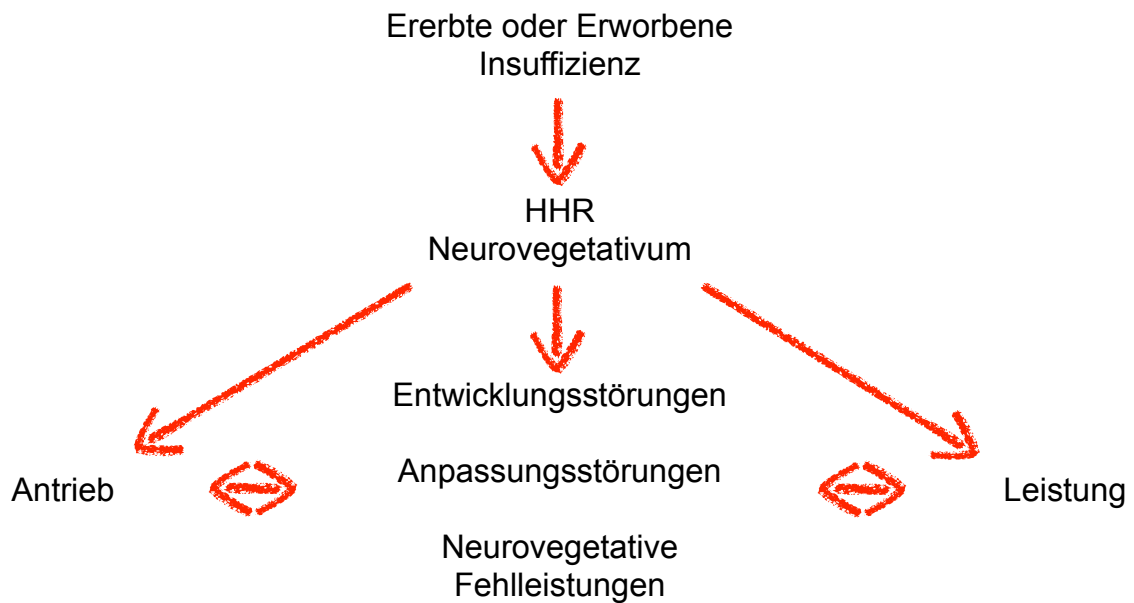 Ererbte oder Erworbene
Insuffizienz
HHR
Neurovegetativum
Entwicklungsstörungen
Antrieb
Anpassungsstörungen
Leistung
Neurovegetative
Fehlleistungen